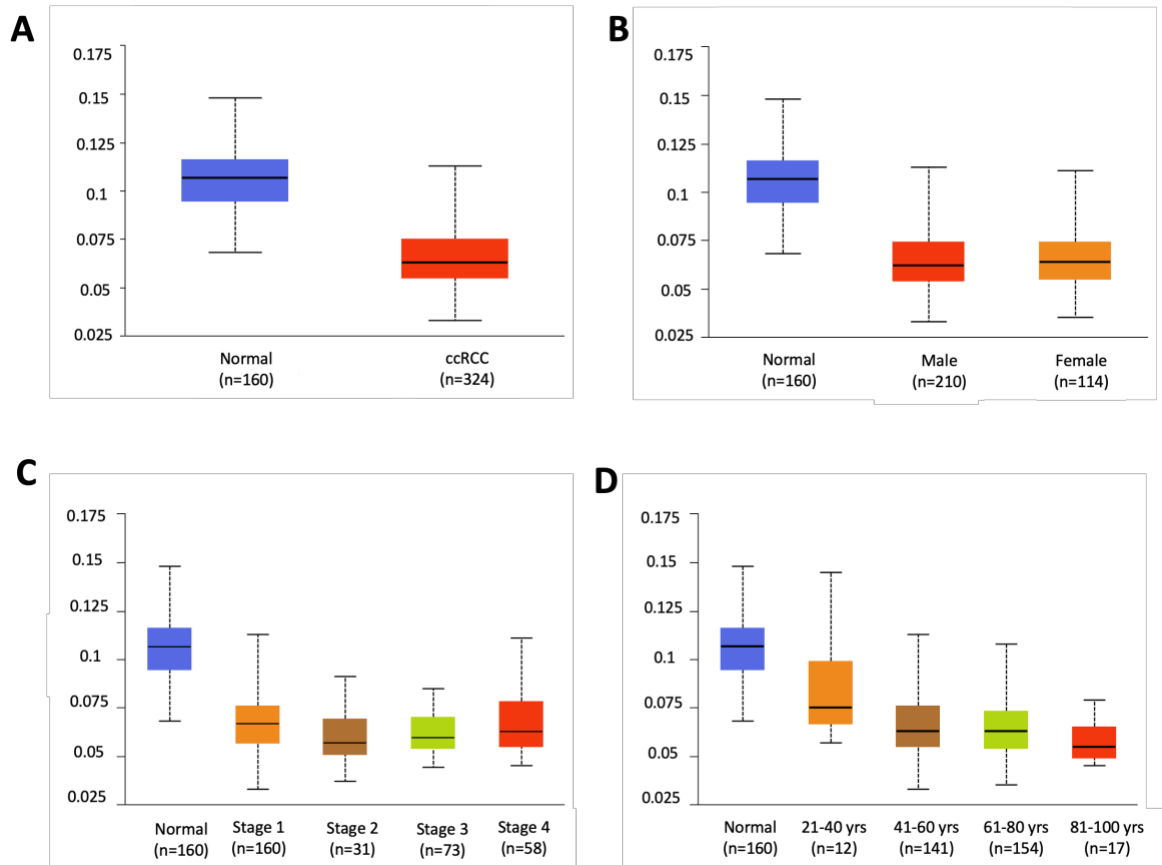 A
0.175
0.15
0.125
0.1
0.075
0.05
0.025
Normal ccRCC
(n=160) (n=324)
B
0.175
0.15
0.125
0.1
0.075
0.05
0.025
Normal Male Female
(n=160) (n=210) (n=114)
C
0.175
0.15
0.125
0.1
0.075
0.05
0.025
Normal Stage 1 Stage 2 Stage 3 Stage 4
(n=160) (n=160) (n=31) (n=73) (n=58)
D
0.175
0.15
0.125
0.1
0.075
0.05
0.025
Normal 21-40 yrs 41-60 yrs 61-80 yrs 81-100 yrs
(n=160) (n=12) (n=141) (n=154) (n=17)